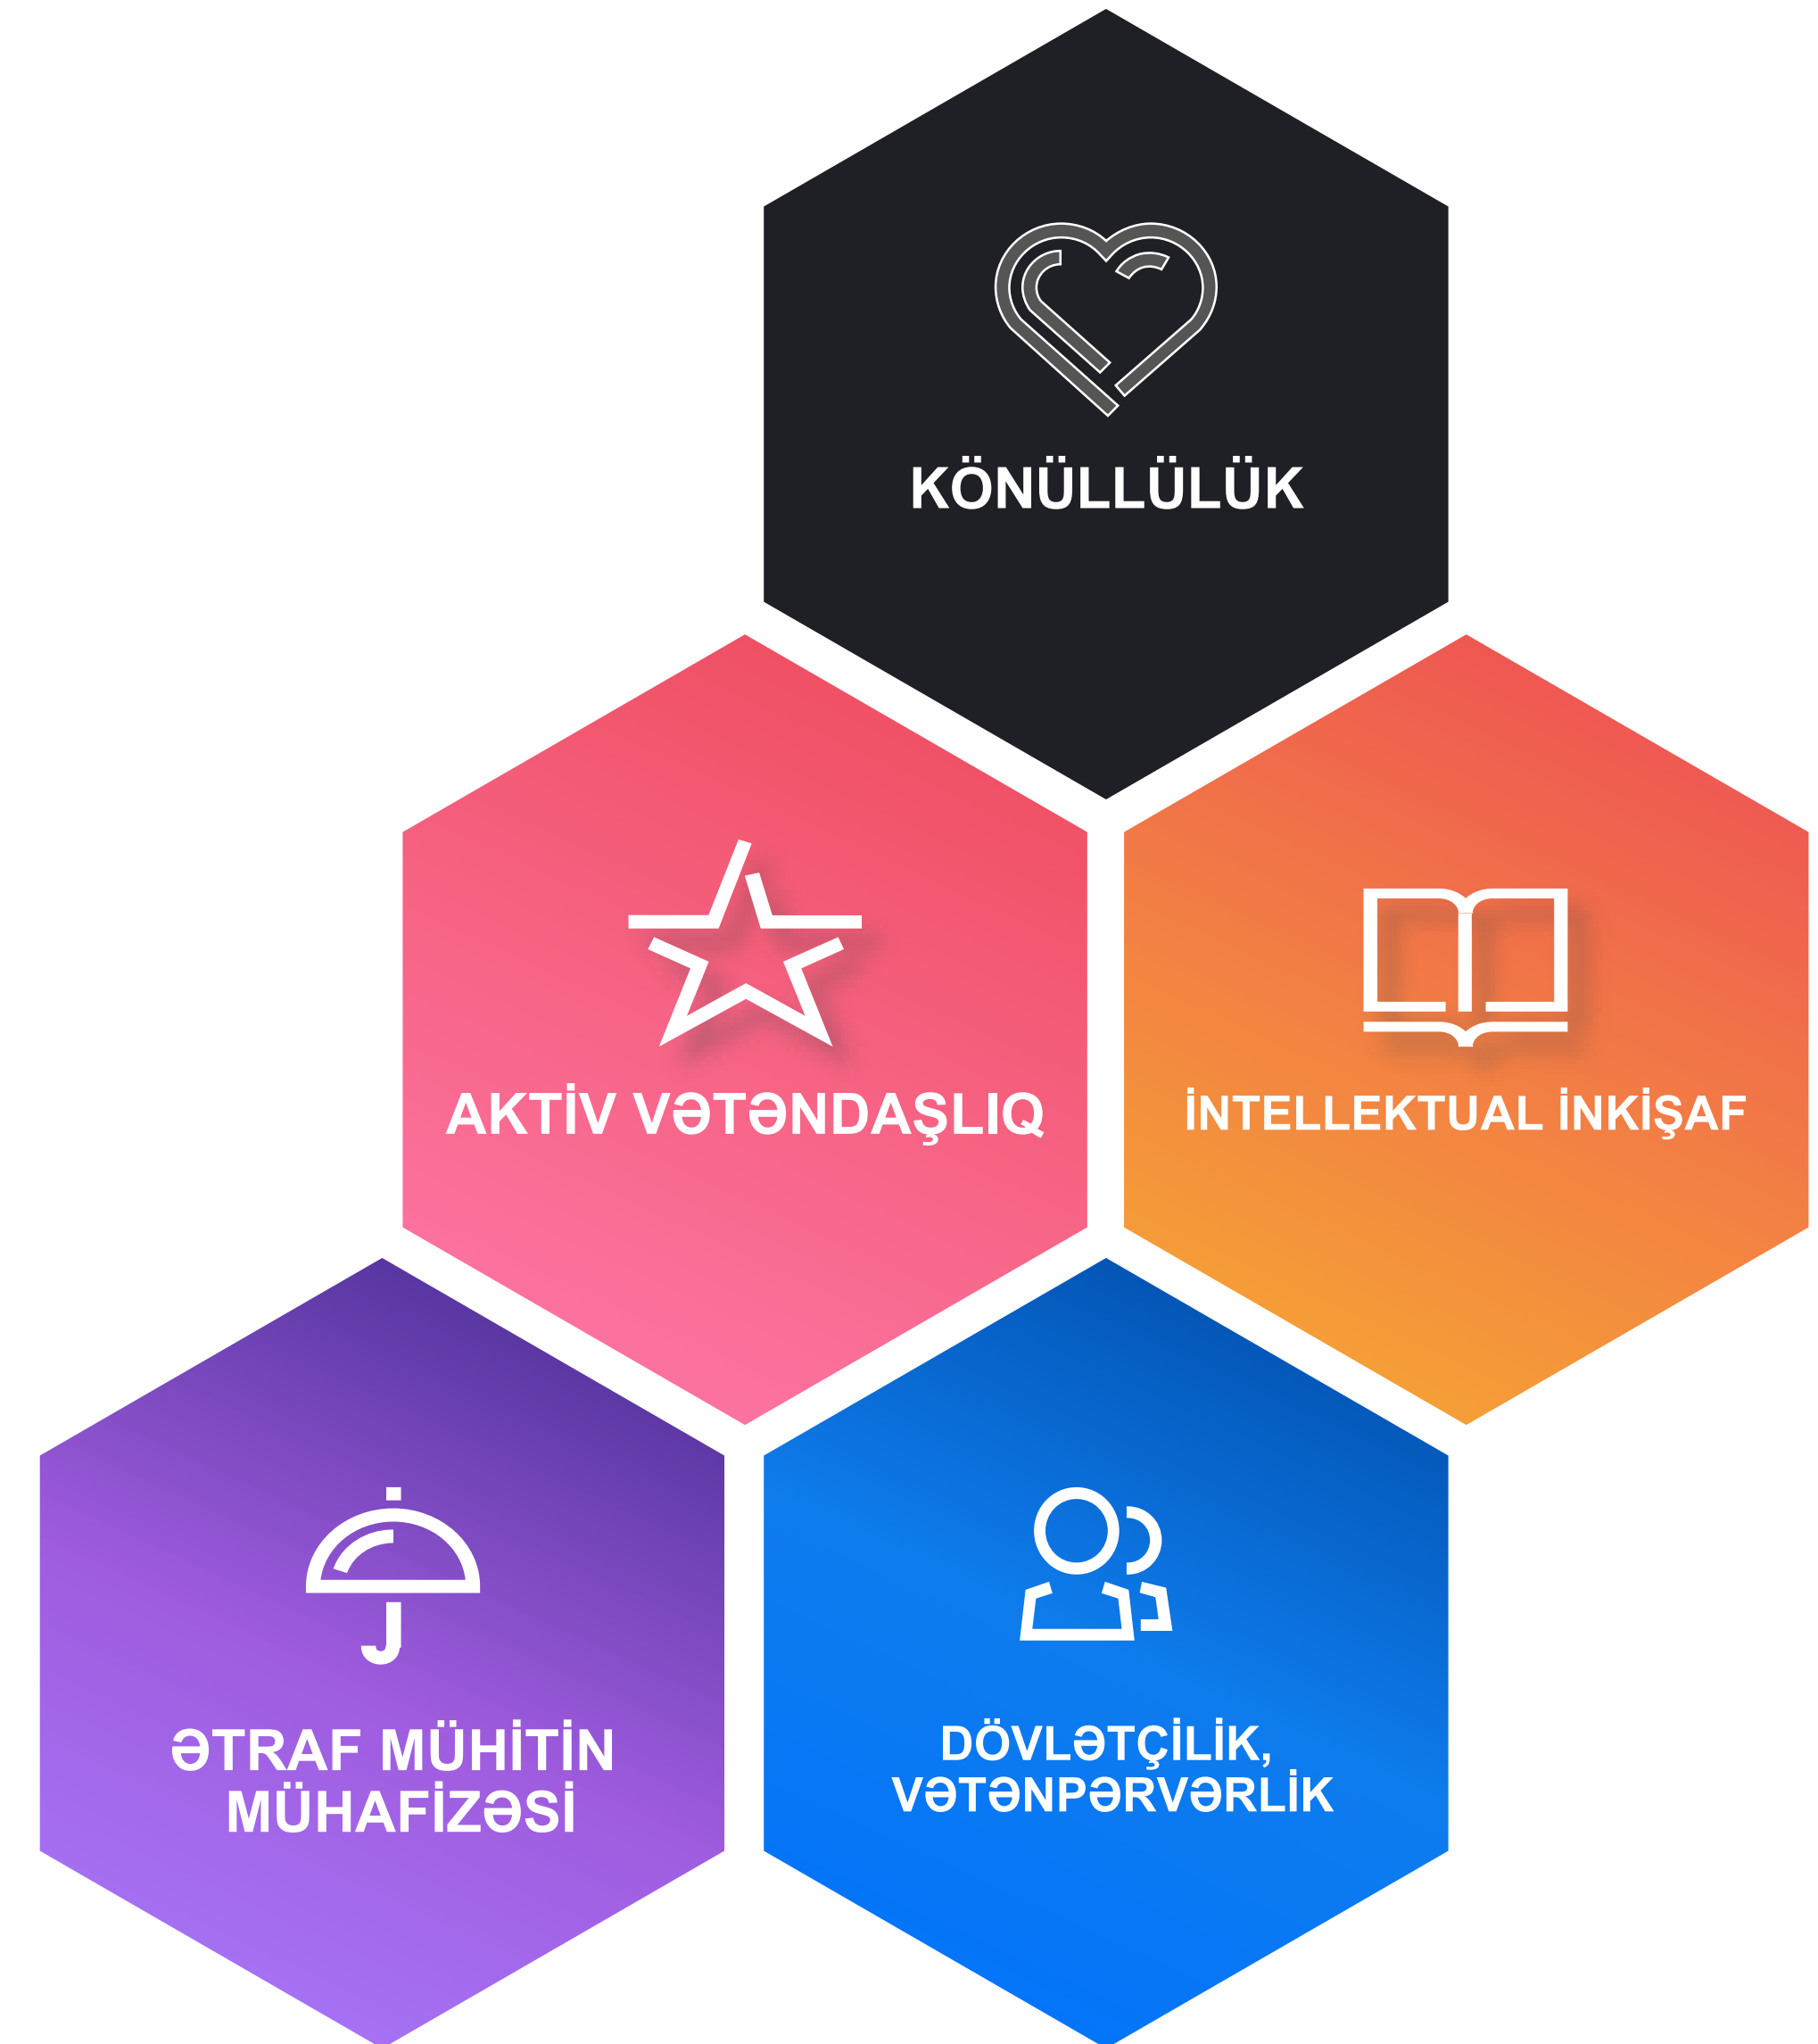 KÖNÜLLÜLÜK
AKTİV VƏTƏNDAŞLIQ
İNTELLEKTUAL İNKİŞAF
ƏTRAF MÜHİTİN
MÜHAFİZƏSİ
DÖVLƏTÇİLİK,
VƏTƏNPƏRVƏRLİK